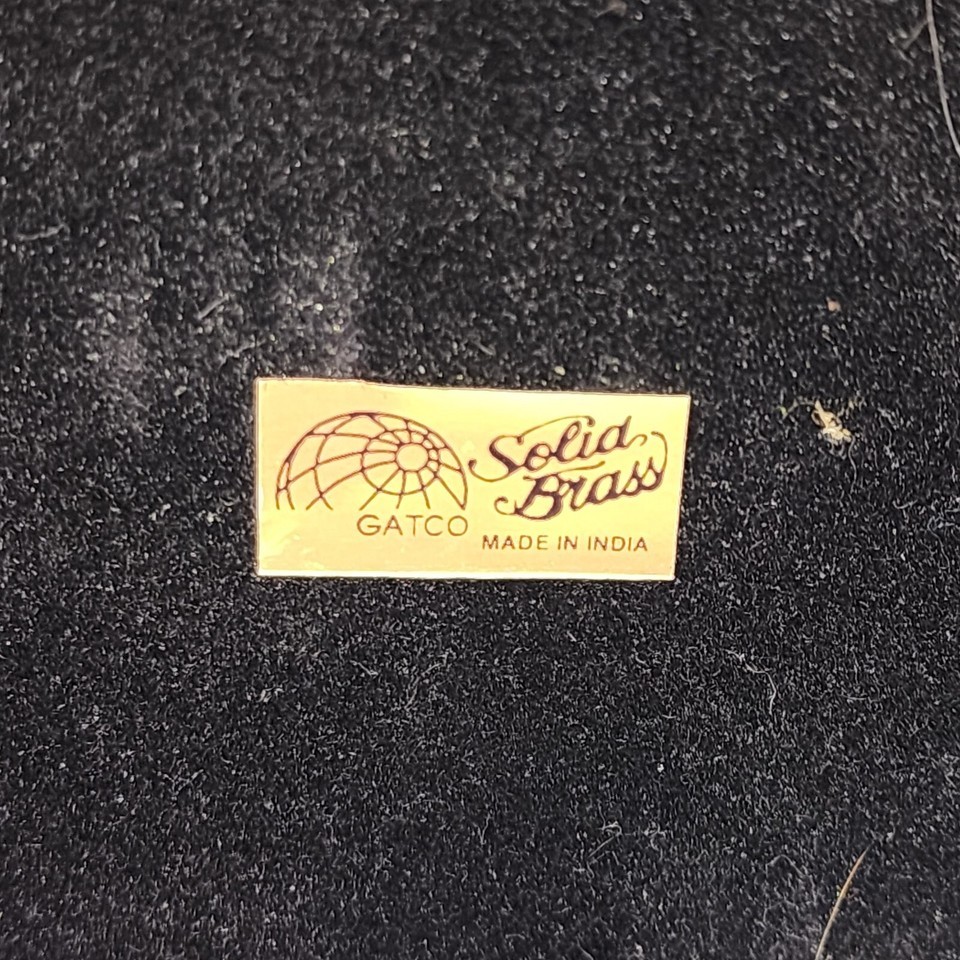 Solid
Brass
GATCO
MADE IN INDIA